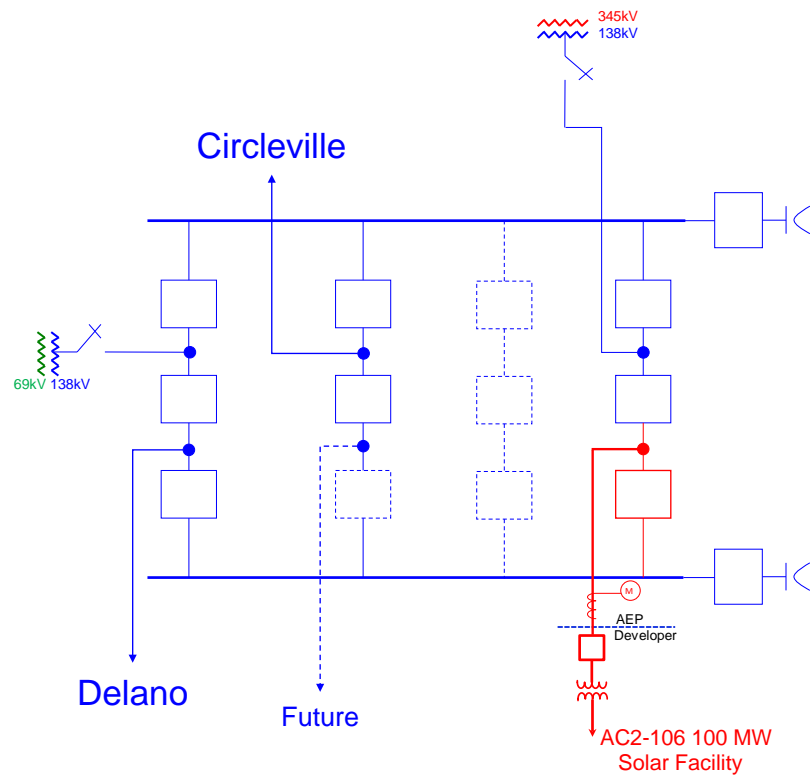 345kV
138kV
Circleville
69kV 138kV
M
AEP
Developer
Delano
Future
AC2-106 100 MW
Solar Facility